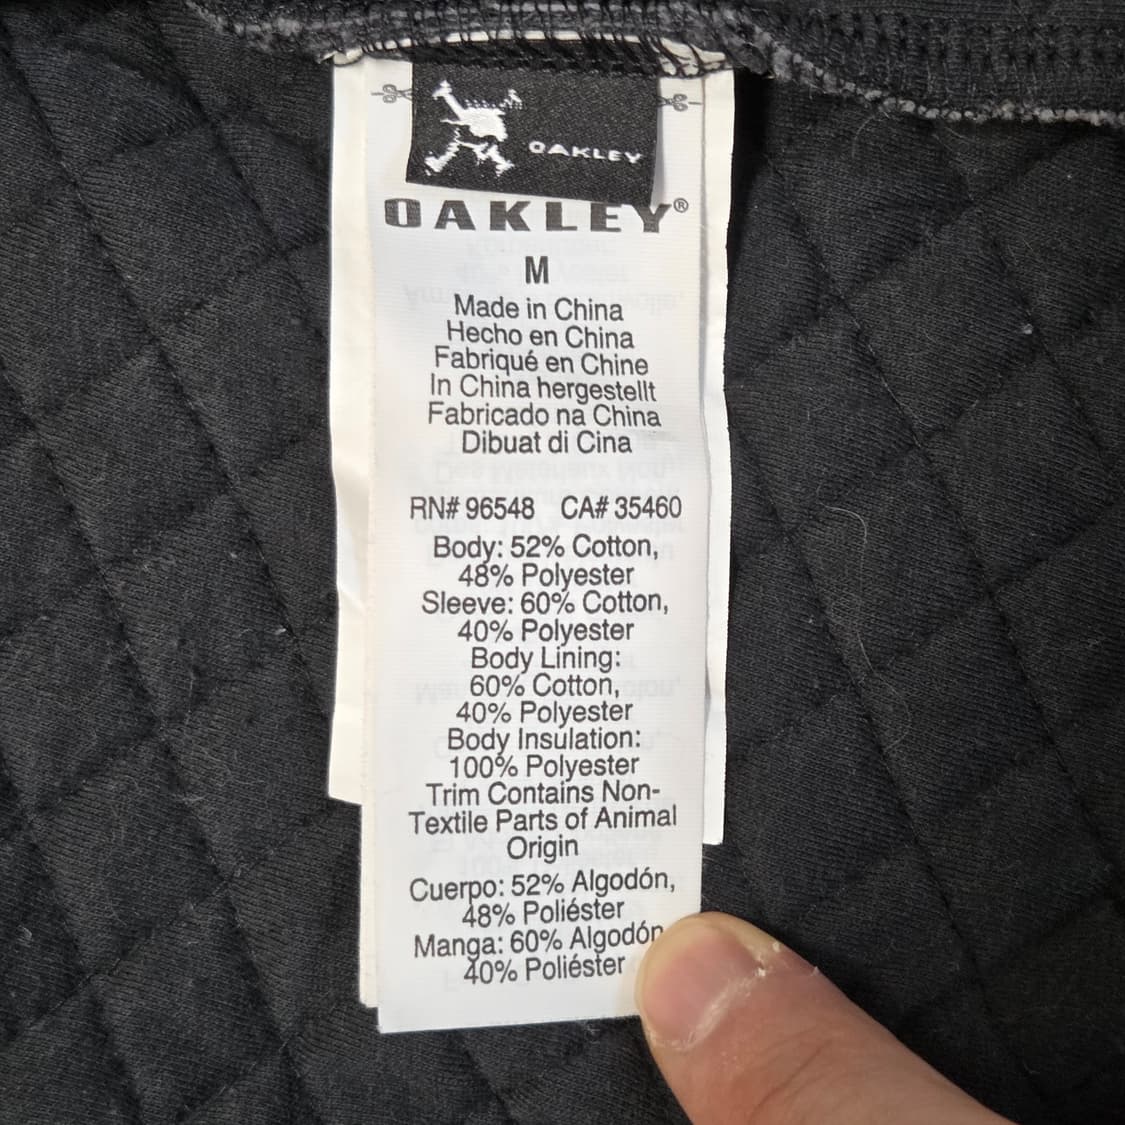 OAKLEY
OAKLEY®
M
Made in China
Hecho en China
Fabriqué en Chine
In China hergestellt
Fabricado na China
Dibuat di Cina
RN# 96548 CA# 35460
Body: 52% Cotton,
48% Polyester
Sleeve: 60% Cotton,
40% Polyester
Body Lining:
60% Cotton,
40% Polyester
Body Insulation:
100% Polyester
Trim Contains Non-
Textile Parts of Animal
Origin
Cuerpo: 52% Algodón,
48% Poliéster
Manga: 60% Algodón
40% Poliéster